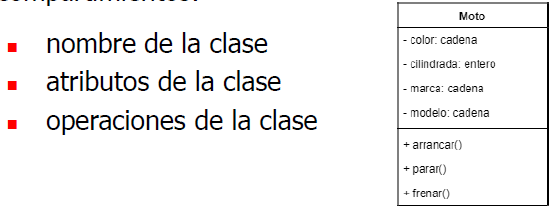 compartimentos:
nombre de la clase
atributos de la clase
operaciones de la clase
Moto
- color: cadena
- cilindrada: entero
- marca: cadena
- modelo: cadena
+ arrancar()
+ parar()
+ frenar()